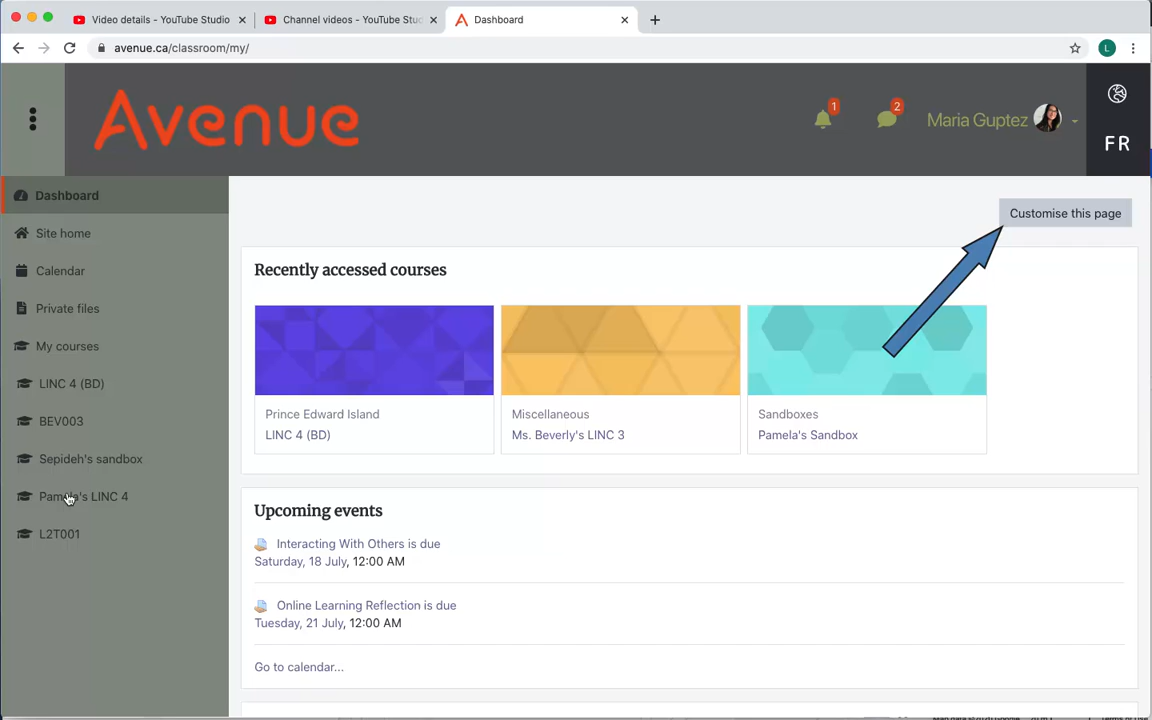 Video details - YouTube Studio
Channel videos - YouTube Stu
Dashboard
avenue.ca/classroom/my/
L
Avenue
1
2
Maria Guptez
FR
Dashboard
Site home
Calendar
Private files
My courses
LINC 4 (BD)
BEV003
Sepideh's sandbox
Pamela's LINC 4
L2T001
Customise this page
Recently accessed courses
Prince Edward Island
LINC 4 (BD)
Miscellaneous
Ms. Beverly's LINC 3
Sandboxes
Pamela's Sandbox
Upcoming events
Interacting With Others is due
Saturday, 18 July, 12:00 AM
Online Learning Reflection is due
Tuesday, 21 July, 12:00 AM
Go to calendar...